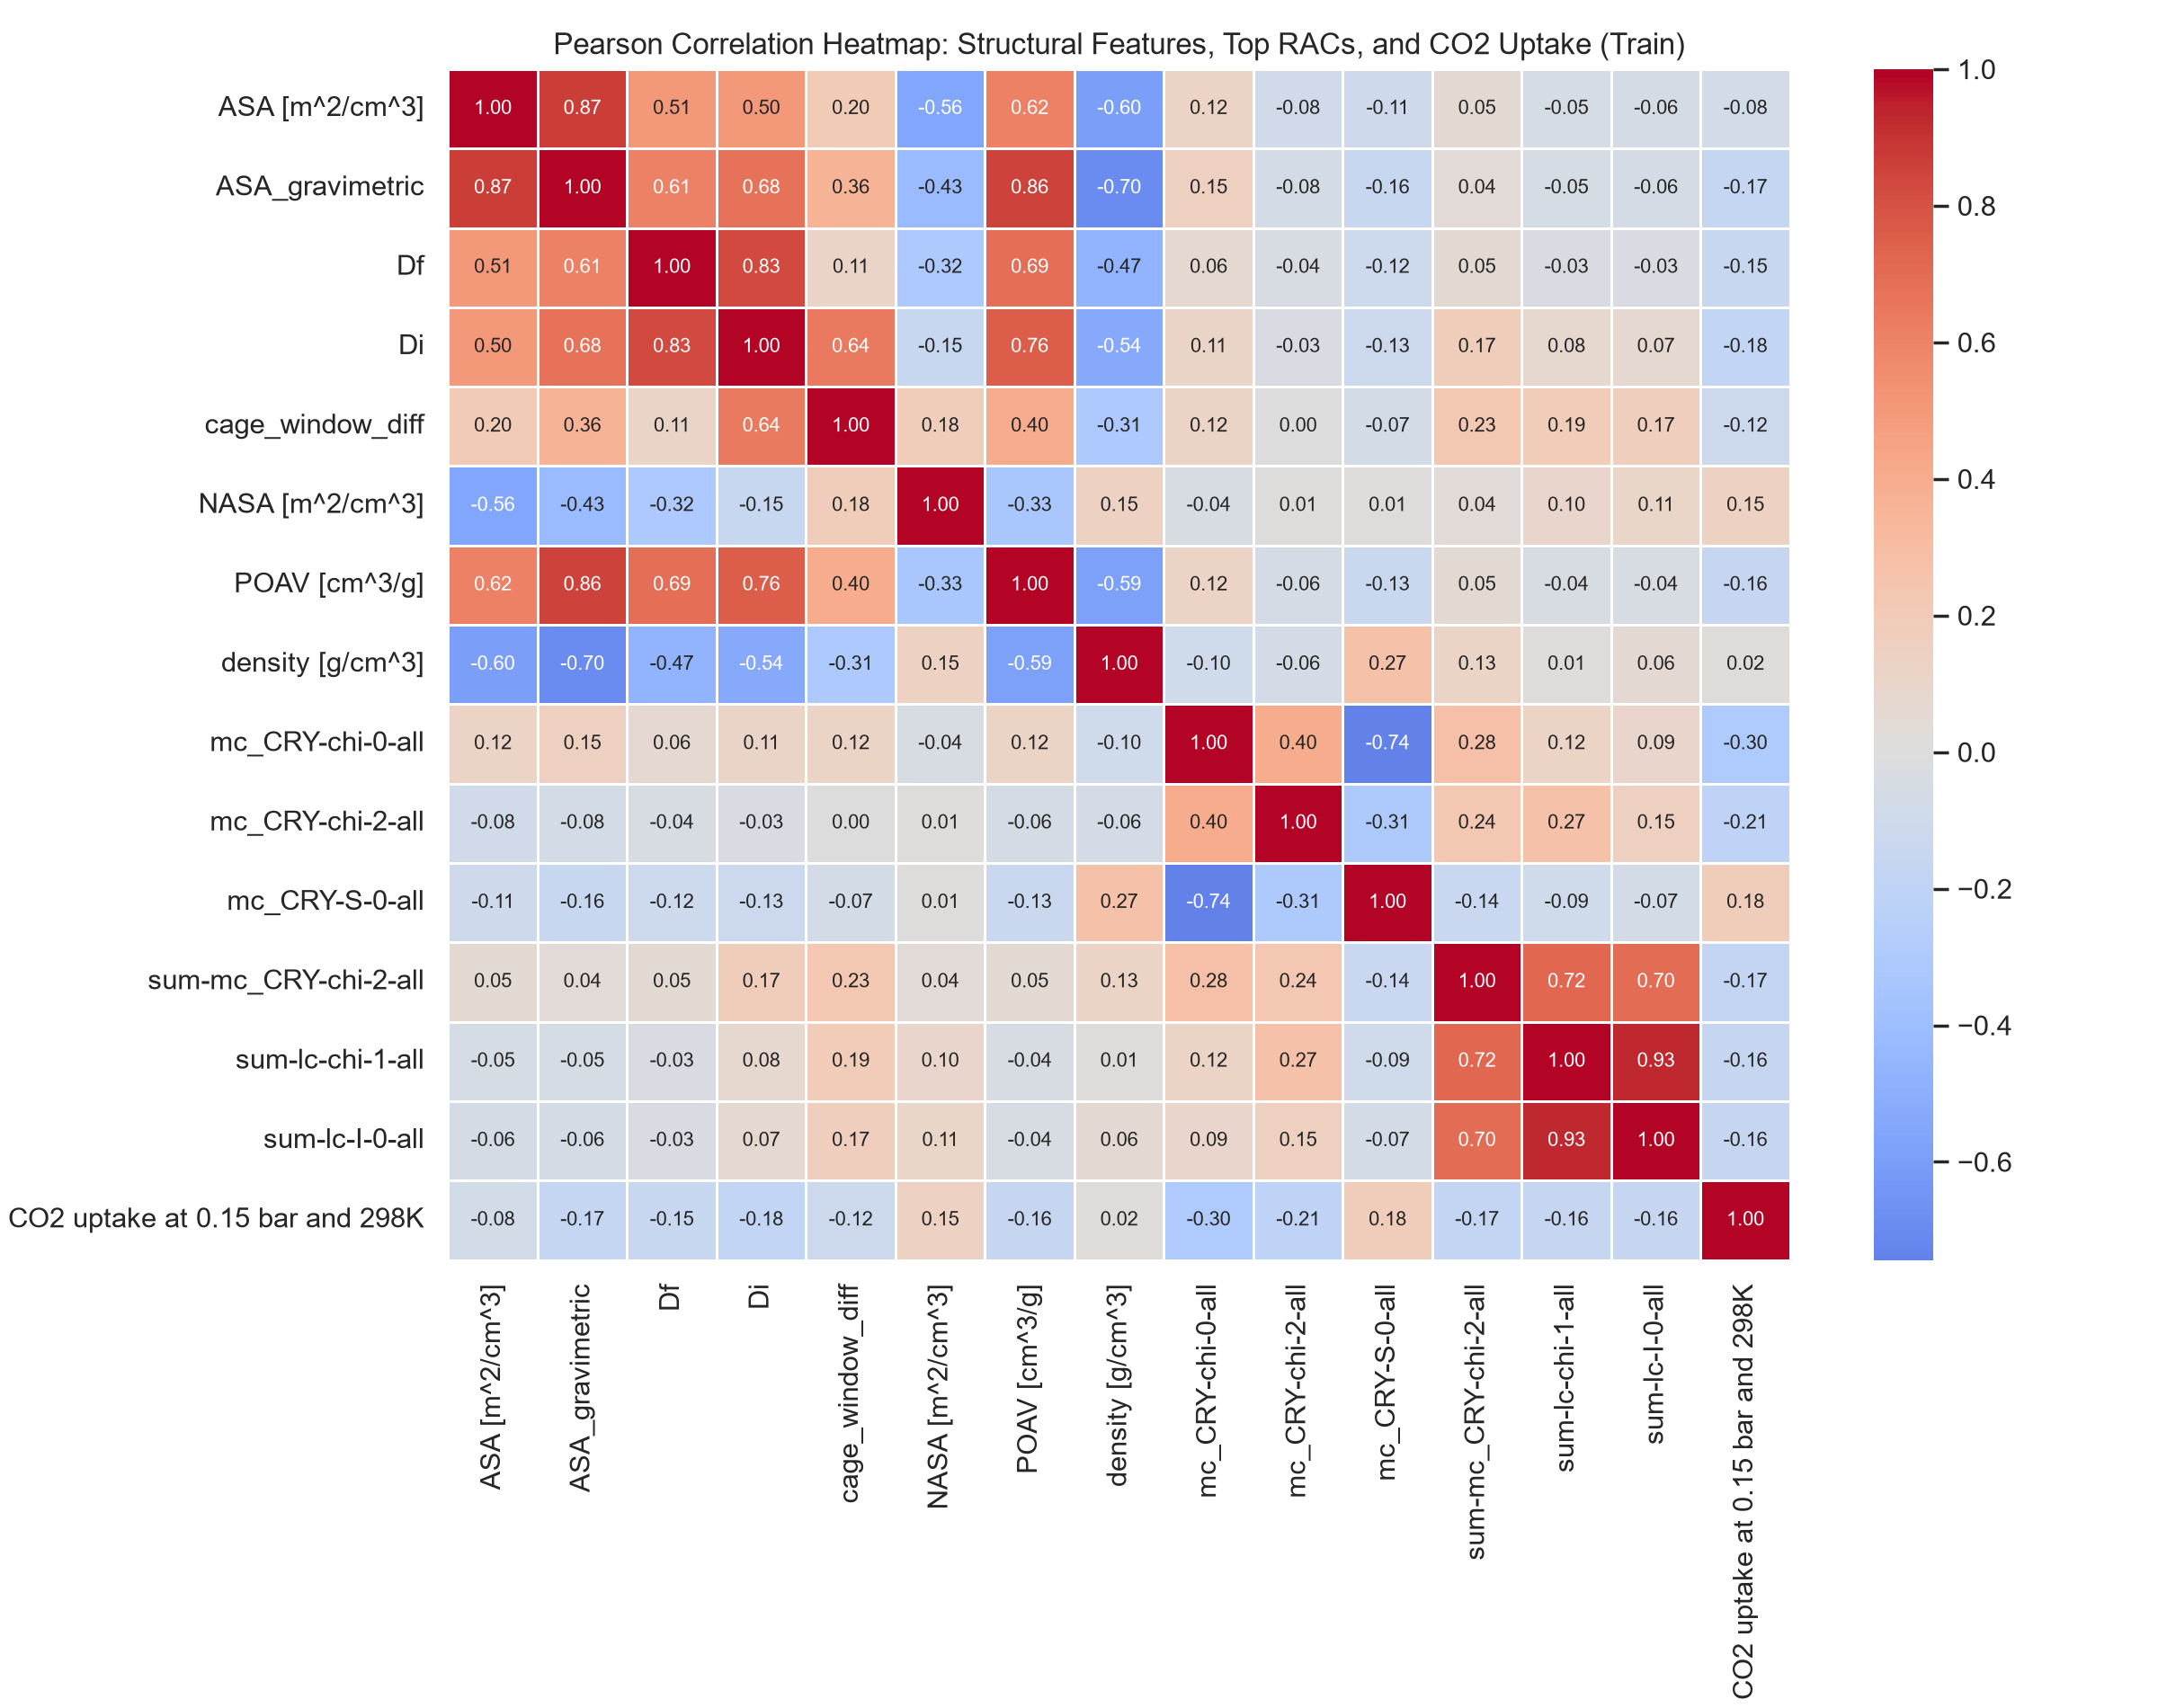 Pearson Correlation Heatmap: Structural Features, Top RACs, and CO2 Uptake (Train)
ASA [m^2/cm^3] 1.00 0.87 0.51 0.50 0.20 -0.56 0.62 -0.60 0.12 -0.08 -0.11 0.05 -0.05 -0.06 -0.08
ASA_gravimetric 0.87 1.00 0.61 0.68 0.36 -0.43 0.86 -0.70 0.15 -0.08 -0.16 0.04 -0.05 -0.06 -0.17
Df 0.51 0.61 1.00 0.83 0.11 -0.32 0.69 -0.47 0.06 -0.04 -0.12 0.05 -0.03 -0.03 -0.15
Di 0.50 0.68 0.83 1.00 0.64 -0.15 0.76 -0.54 0.11 -0.03 -0.13 0.17 0.08 0.07 -0.18
cage_window_diff 0.20 0.36 0.11 0.64 1.00 0.18 0.40 -0.31 0.12 0.00 -0.07 0.23 0.19 0.17 -0.12
NASA [m^2/cm^3] -0.56 -0.43 -0.32 -0.15 0.18 1.00 -0.33 0.15 -0.04 0.01 0.01 0.04 0.10 0.11 0.15
POAV [cm^3/g] 0.62 0.86 0.69 0.76 0.40 -0.33 1.00 -0.59 0.12 -0.06 -0.13 0.05 -0.04 -0.04 -0.16
density [g/cm^3] -0.60 -0.70 -0.47 -0.54 -0.31 0.15 -0.59 1.00 -0.10 -0.06 0.27 0.13 0.01 0.06 0.02
mc_CRY-chi-0-all 0.12 0.15 0.06 0.11 0.12 -0.04 0.12 -0.10 1.00 0.40 -0.74 0.28 0.12 0.09 -0.30
mc_CRY-chi-2-all -0.08 -0.08 -0.04 -0.03 0.00 0.01 -0.06 -0.06 0.40 1.00 -0.31 0.24 0.27 0.15 -0.21
mc_CRY-S-0-all -0.11 -0.16 -0.12 -0.13 -0.07 0.01 -0.13 0.27 -0.74 -0.31 1.00 -0.14 -0.09 -0.07 0.18
sum-mc_CRY-chi-2-all 0.05 0.04 0.05 0.17 0.23 0.04 0.05 0.13 0.28 0.24 -0.14 1.00 0.72 0.70 -0.17
sum-lc-chi-1-all -0.05 -0.05 -0.03 0.08 0.19 0.10 -0.04 0.01 0.12 0.27 -0.09 0.72 1.00 0.93 -0.16
sum-lc-I-0-all -0.06 -0.06 -0.03 0.07 0.17 0.11 -0.04 0.06 0.09 0.15 -0.07 0.70 0.93 1.00 -0.16
CO2 uptake at 0.15 bar and 298K -0.08 -0.17 -0.15 -0.18 -0.12 0.15 -0.16 0.02 -0.30 -0.21 0.18 -0.17 -0.16 -0.16 1.00
ASA [m^2/cm^3]
ASA_gravimetric
Df
Di
cage_window_diff
NASA [m^2/cm^3]
POAV [cm^3/g]
density [g/cm^3]
mc_CRY-chi-0-all
mc_CRY-chi-2-all
mc_CRY-S-0-all
sum-mc_CRY-chi-2-all
sum-lc-chi-1-all
sum-lc-I-0-all
CO2 uptake at 0.15 bar and 298K
1.0
0.8
0.6
0.4
0.2
0.0
−0.2
−0.4
−0.6